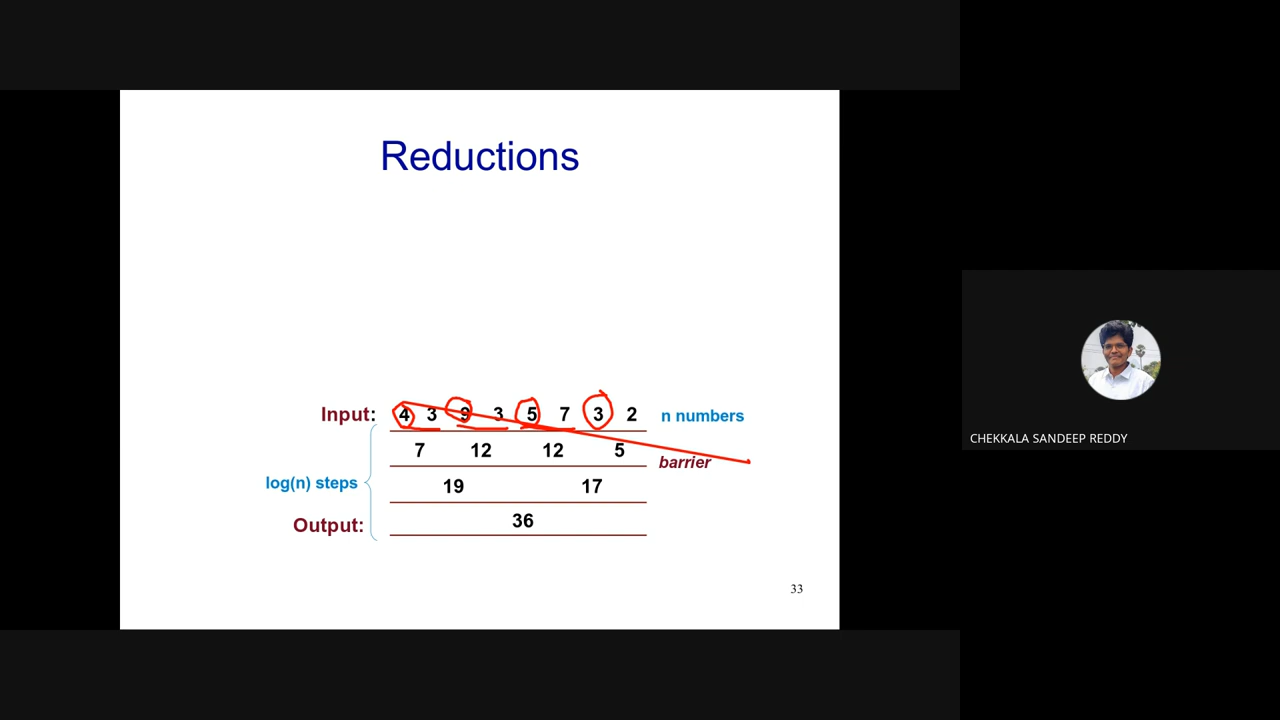 Reductions
Input: 4 3 9 3 5 7 3 2 n numbers
7 12 12 5 barrier
log(n) steps 19 17
Output: 36
33
CHEKKALA SANDEEP REDDY